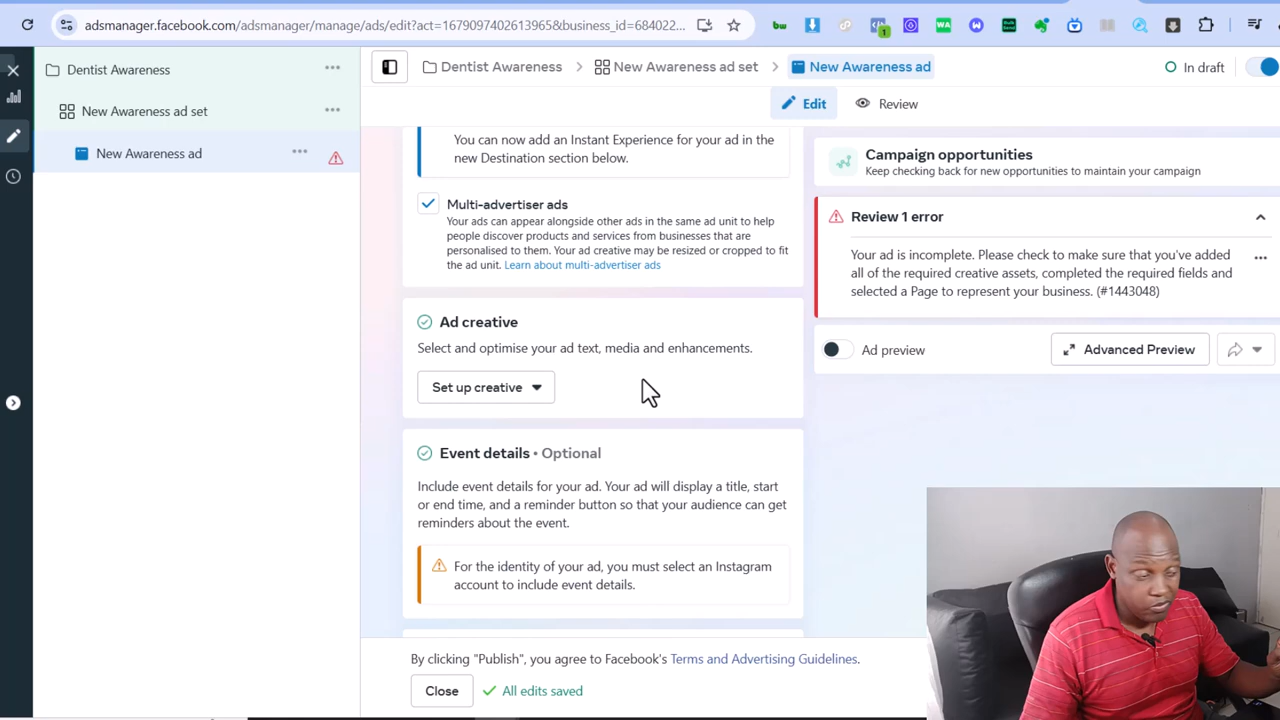 adsmanager.facebook.com/adsmanager/manage/ads/edit?act=167909740261396​5&business_id=684022...
1
Dentist Awareness
New Awareness ad set
New Awareness ad
Dentist Awareness > New Awareness ad set > New Awareness ad
In draft
Edit
Review
You can now add an Instant Experience for your ad in the
new Destination section below.
Multi-advertiser ads
Your ads can appear alongside other ads in the same ad unit to help
people discover products and services from businesses that are
personalised to them. Your ad creative may be resized or cropped to fit
the ad unit. Learn about multi-advertiser ads
Ad creative
Select and optimise your ad text, media and enhancements.
Set up creative
Event details • Optional
Include event details for your ad. Your ad will display a title, start
or end time, and a reminder button so that your audience can get
reminders about the event.
For the identity of your ad, you must select an Instagram
account to include event details.
By clicking "Publish", you agree to Facebook's Terms and Advertising Guidelines.
Close
All edits saved
Campaign opportunities
Keep checking back for new opportunities to maintain your campaign
Review 1 error
Your ad is incomplete. Please check to make sure that you've added
all of the required creative assets, completed the required fields and
selected a Page to represent your business. (#1443048)
Ad preview
Advanced Preview